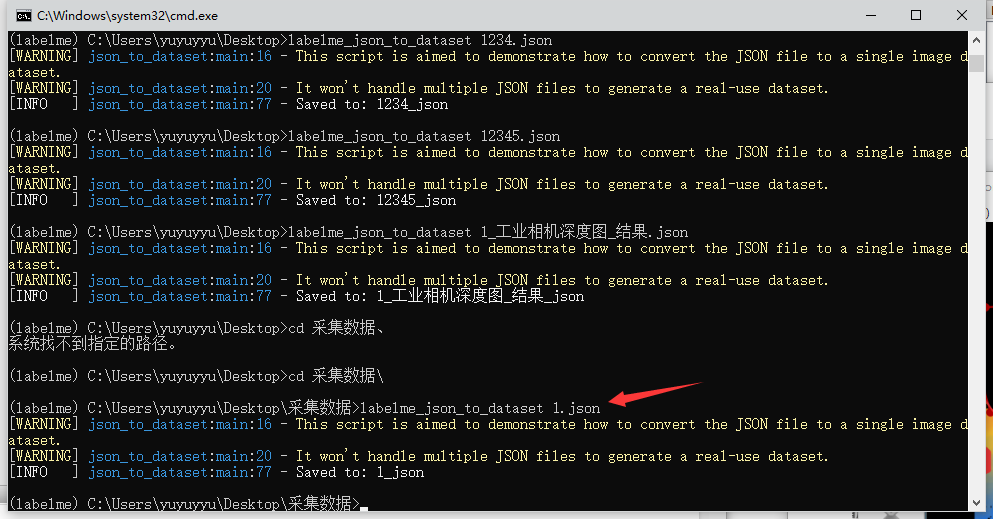 C:\Windows\system32\cmd.exe
(labelme) C:\Users\yuyuyyu\Desktop>labelme_json_to_dataset 1234.json
[WARNING] json_to_dataset:main:16 - This script is aimed to demonstrate how to convert the JSON file to a single image d
ataset.
[WARNING] json_to_dataset:main:20 - It won't handle multiple JSON files to generate a real-use dataset.
[INFO   ] json_to_dataset:main:77 - Saved to: 1234_json
(labelme) C:\Users\yuyuyyu\Desktop>labelme_json_to_dataset 12345.json
[WARNING] json_to_dataset:main:16 - This script is aimed to demonstrate how to convert the JSON file to a single image d
ataset.
[WARNING] json_to_dataset:main:20 - It won't handle multiple JSON files to generate a real-use dataset.
[INFO   ] json_to_dataset:main:77 - Saved to: 12345_json
(labelme) C:\Users\yuyuyyu\Desktop>labelme_json_to_dataset 1_工业相机深度图_结果.json
[WARNING] json_to_dataset:main:16 - This script is aimed to demonstrate how to convert the JSON file to a single image d
ataset.
[WARNING] json_to_dataset:main:20 - It won't handle multiple JSON files to generate a real-use dataset.
[INFO   ] json_to_dataset:main:77 - Saved to: 1_工业相机深度图_结果_json
(labelme) C:\Users\yuyuyyu\Desktop>cd 采集数据、
系统找不到指定的路径。
(labelme) C:\Users\yuyuyyu\Desktop>cd 采集数据\
(labelme) C:\Users\yuyuyyu\Desktop\采集数据>labelme_json_to_dataset 1.json
[WARNING] json_to_dataset:main:16 - This script is aimed to demonstrate how to convert the JSON file to a single image d
ataset.
[WARNING] json_to_dataset:main:20 - It won't handle multiple JSON files to generate a real-use dataset.
[INFO   ] json_to_dataset:main:77 - Saved to: 1_json
(labelme) C:\Users\yuyuyyu\Desktop\采集数据>